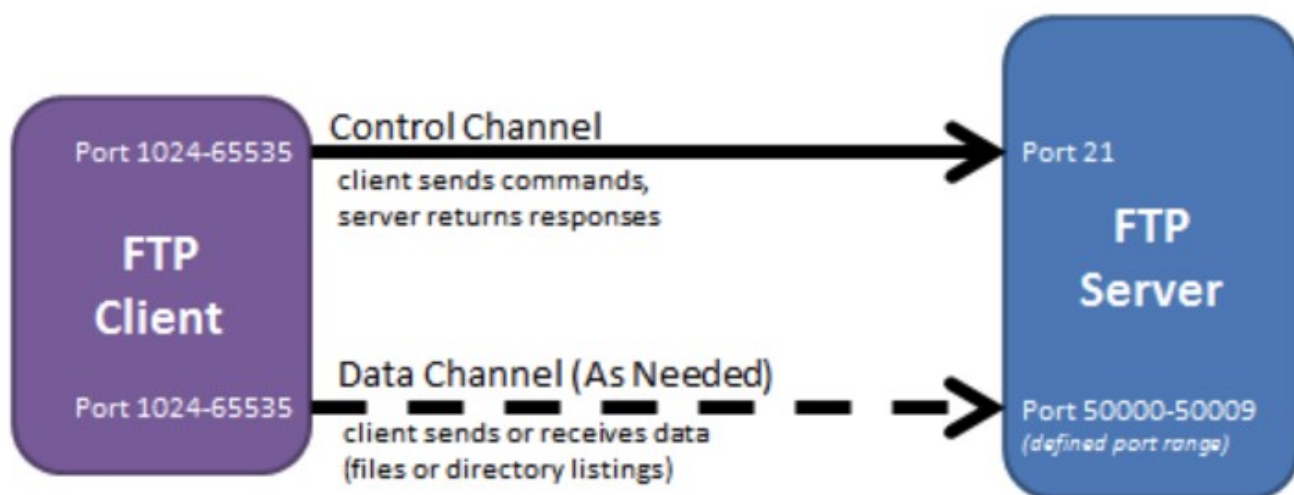 Control Channel
Port 1024-65535
Port 21
client sends commands,
server returns responses
FTP
Client
FTP
Server
Data Channel (As Needed)
Port 1024-65535
Port 50000-50009
(defined port range)
client sends or receives data
(files or directory listings)